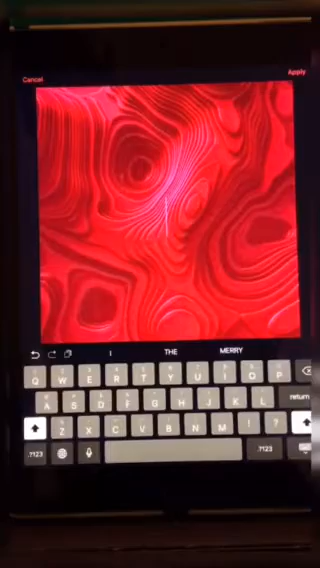 Cancel Apply
I THE MERRY
Q W E R T Y U I O P
A S D F G H J K L return
Z X C V B N M ! ?
.?123 .?123